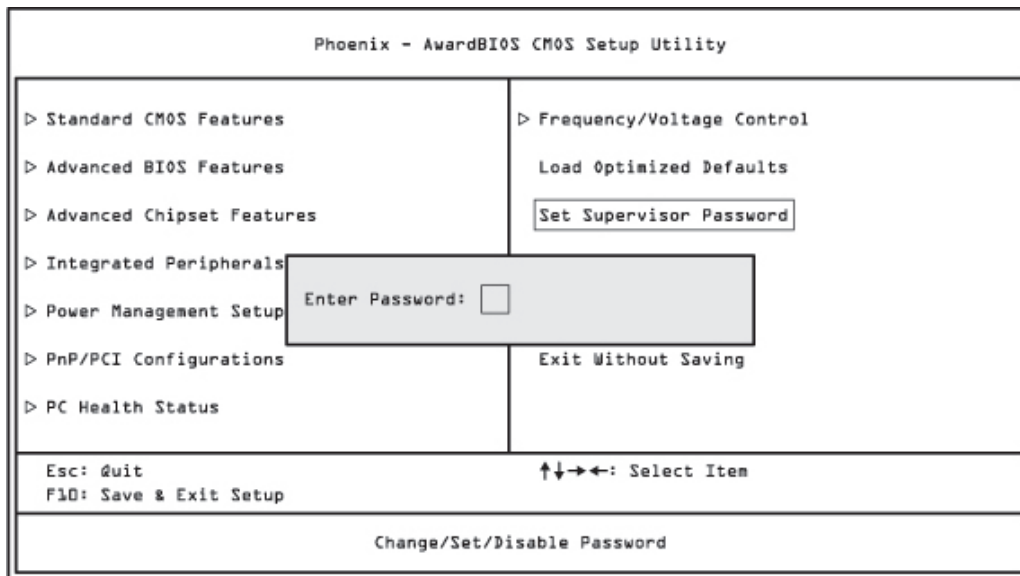 Phoenix - AwardBIOS CMOS Setup Utility
▷ Standard CMOS Features
▷ Advanced BIOS Features
▷ Advanced Chipset Features
▷ Integrated Peripherals
▷ Power Management Setup
▷ PnP/PCI Configurations
▷ PC Health Status
▷ Frequency/Voltage Control
Load Optimized Defaults
Set Supervisor Password
Enter Password:
Exit Without Saving
Esc: Quit
F10: Save & Exit Setup
↑↓→←: Select Item
Change/Set/Disable Password